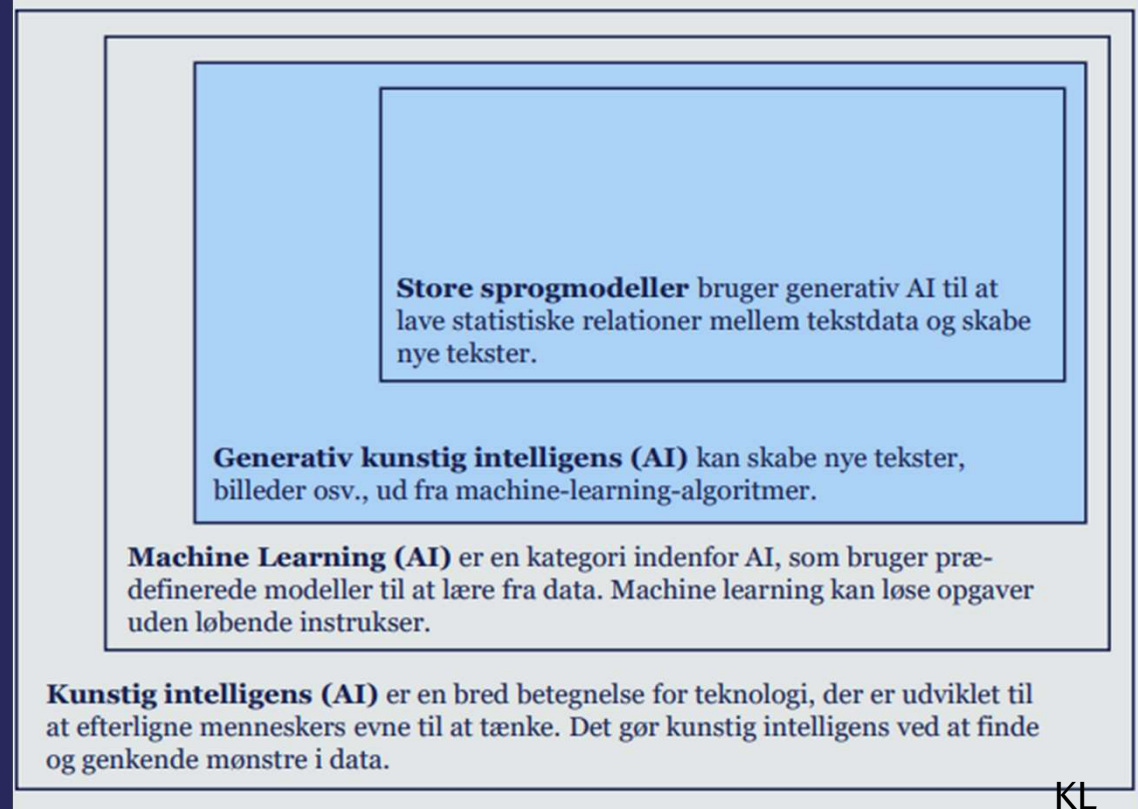 Store sprogmodeller bruger generativ AI til at
lave statistiske relationer mellem tekstdata og skabe
nye tekster.
Generativ kunstig intelligens (AI) kan skabe nye tekster,
billeder osv., ud fra machine-learning-algoritmer.
Machine Learning (AI) er en kategori indenfor AI, som bruger præ-
definerede modeller til at lære fra data. Machine learning kan løse opgaver
uden løbende instrukser.
Kunstig intelligens (AI) er en bred betegnelse for teknologi, der er udviklet til
at efterligne menneskers evne til at tænke. Det gør kunstig intelligens ved at finde
og genkende mønstre i data.
KL